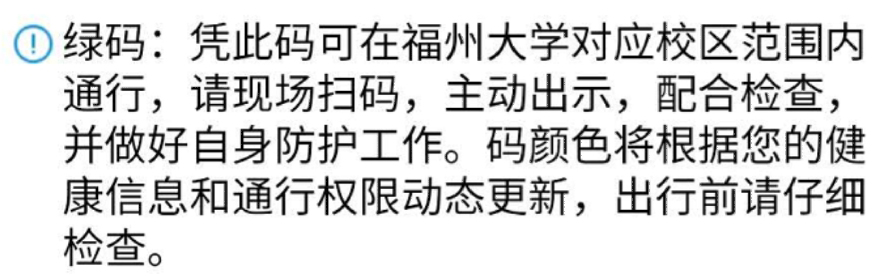 绿码：凭此码可在福州大学对应校区范围内
通行，请现场扫码，主动出示，配合检查，
并做好自身防护工作。码颜色将根据您的健
康信息和通行权限动态更新，出行前请仔细
检查。